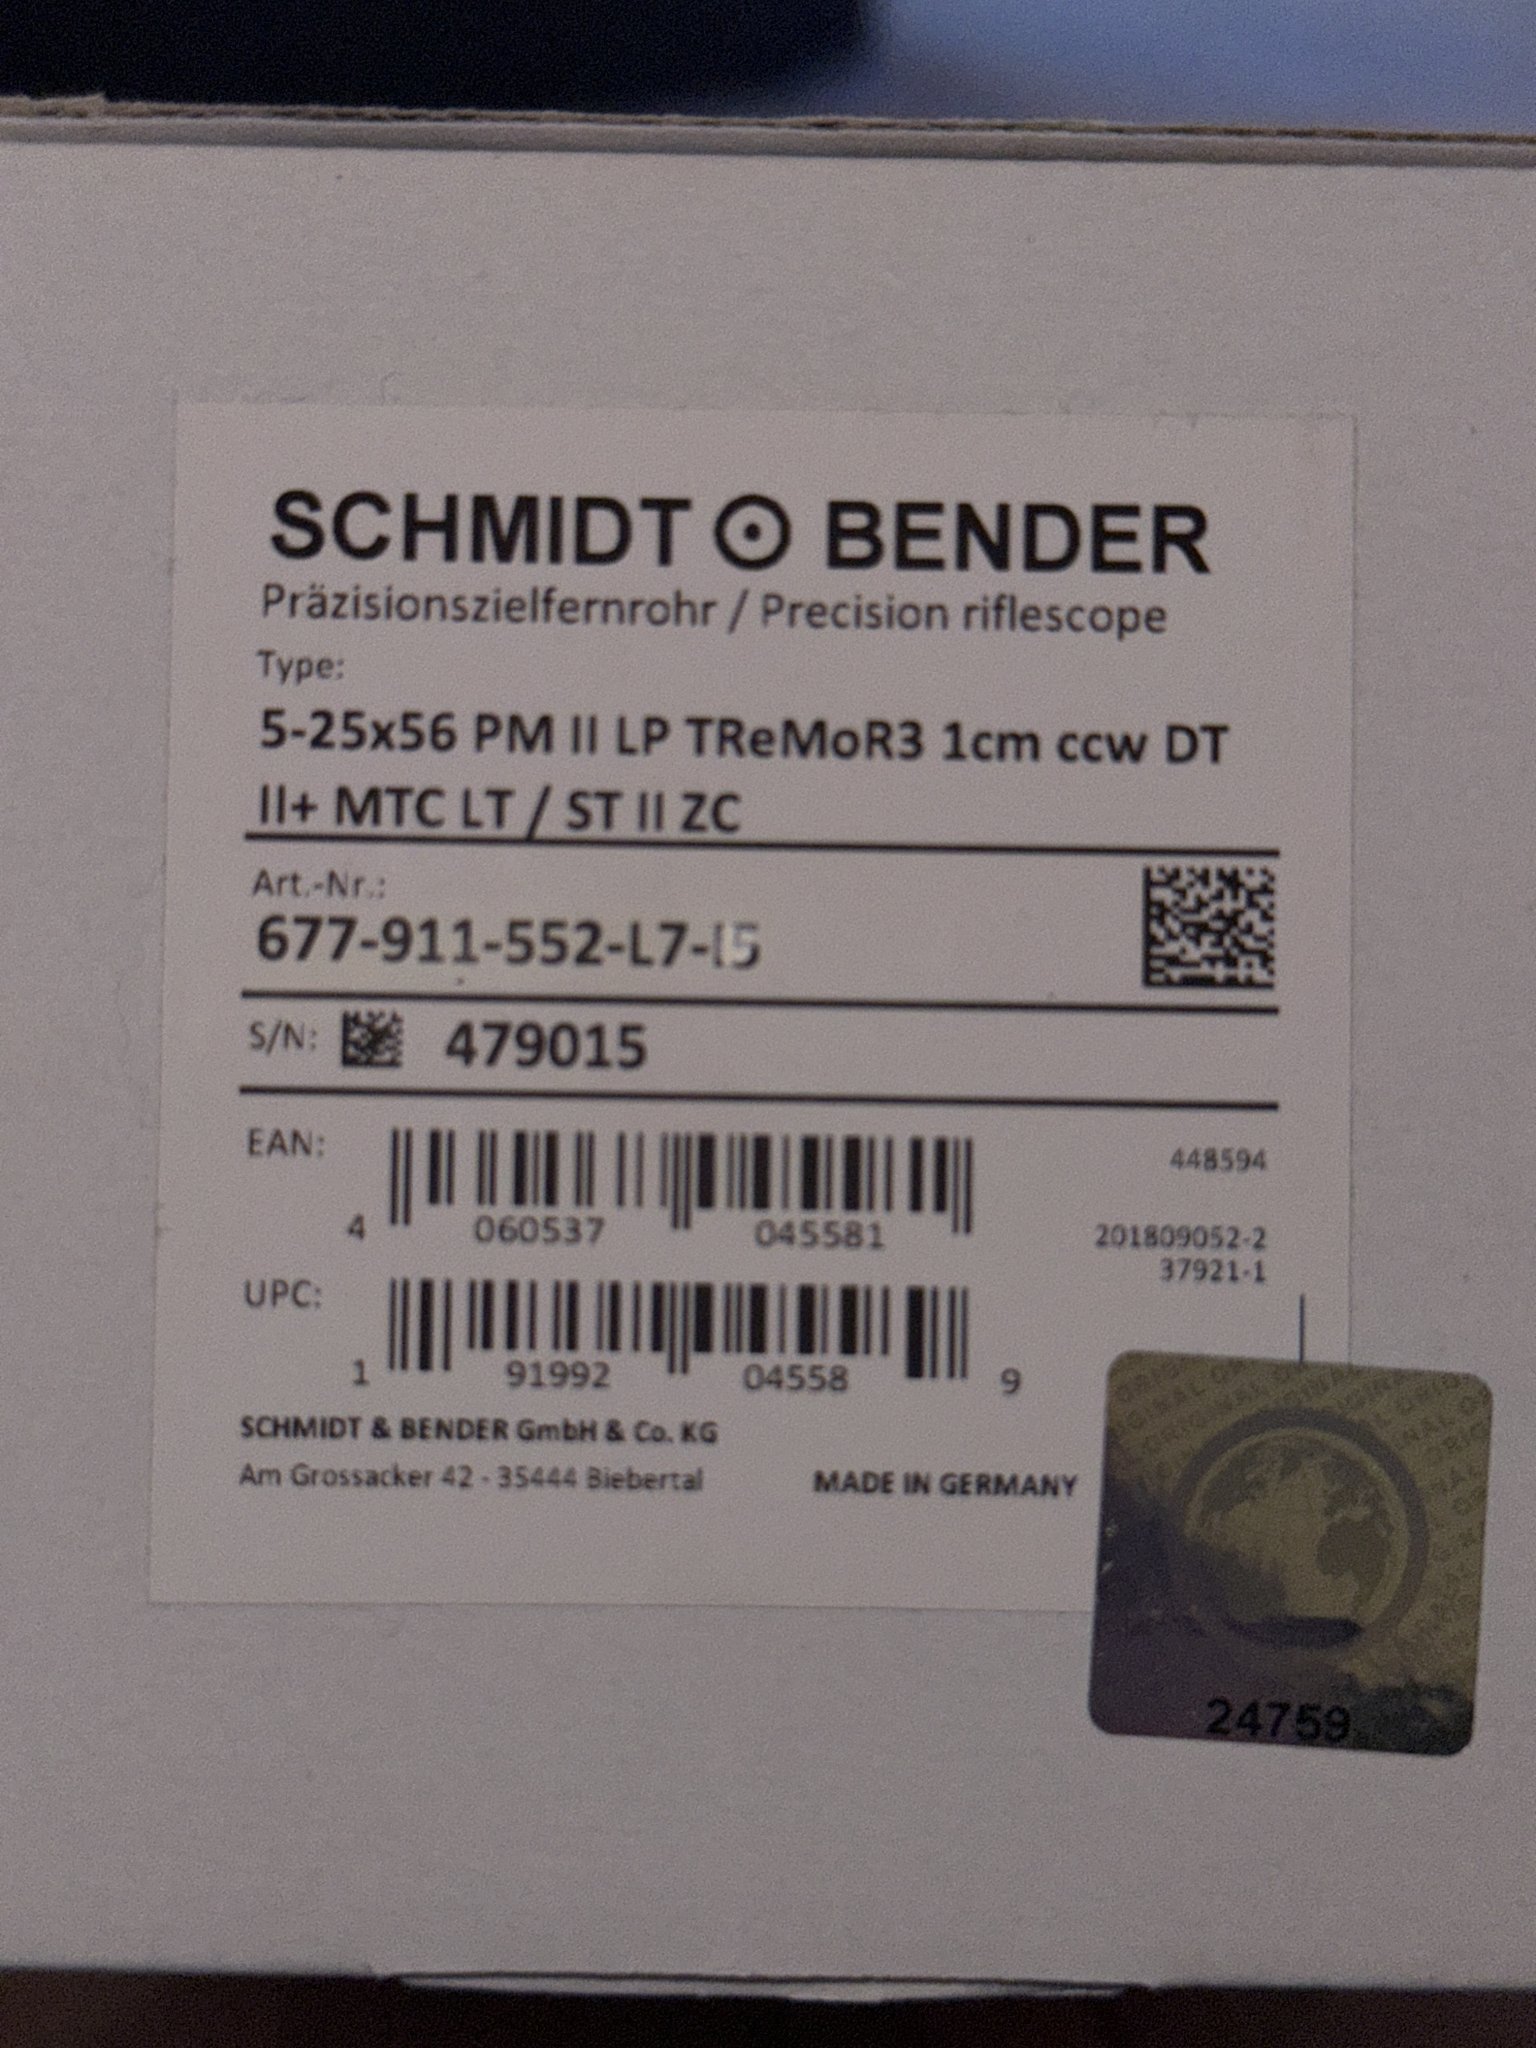 SCHMIDT BENDER
Präzisionszielfernrohr / Precision riflescope
Type:
5-25x56 PM II LP TReMoR3 1cm ccw DT
II+ MTC LT / ST II ZC
Art.-Nr.:
677-911-552-L7-I5
S/N: 479015
EAN:
448594
4 060537 045581
201809052-2
37921-1
UPC:
1 91992 04558 9
SCHMIDT & BENDER GmbH & Co. KG
Am Grossacker 42 - 35444 Biebertal MADE IN GERMANY
ORIGINAL
24759